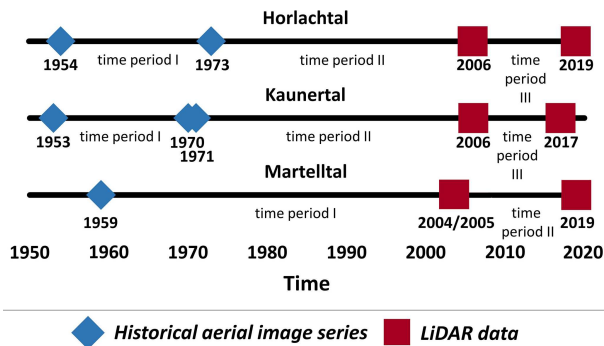 Horlachtal
1954 time period I 1973 time period II 2006 time period III 2019
Kaunertal
1953 time period I 1970 1971 time period II 2006 time period III 2017
Martelltal
1959 time period I 2004/2005 time period II 2019
1950 1960 1970 1980 1990 2000 2010 2020
Time
Historical aerial image series LiDAR data